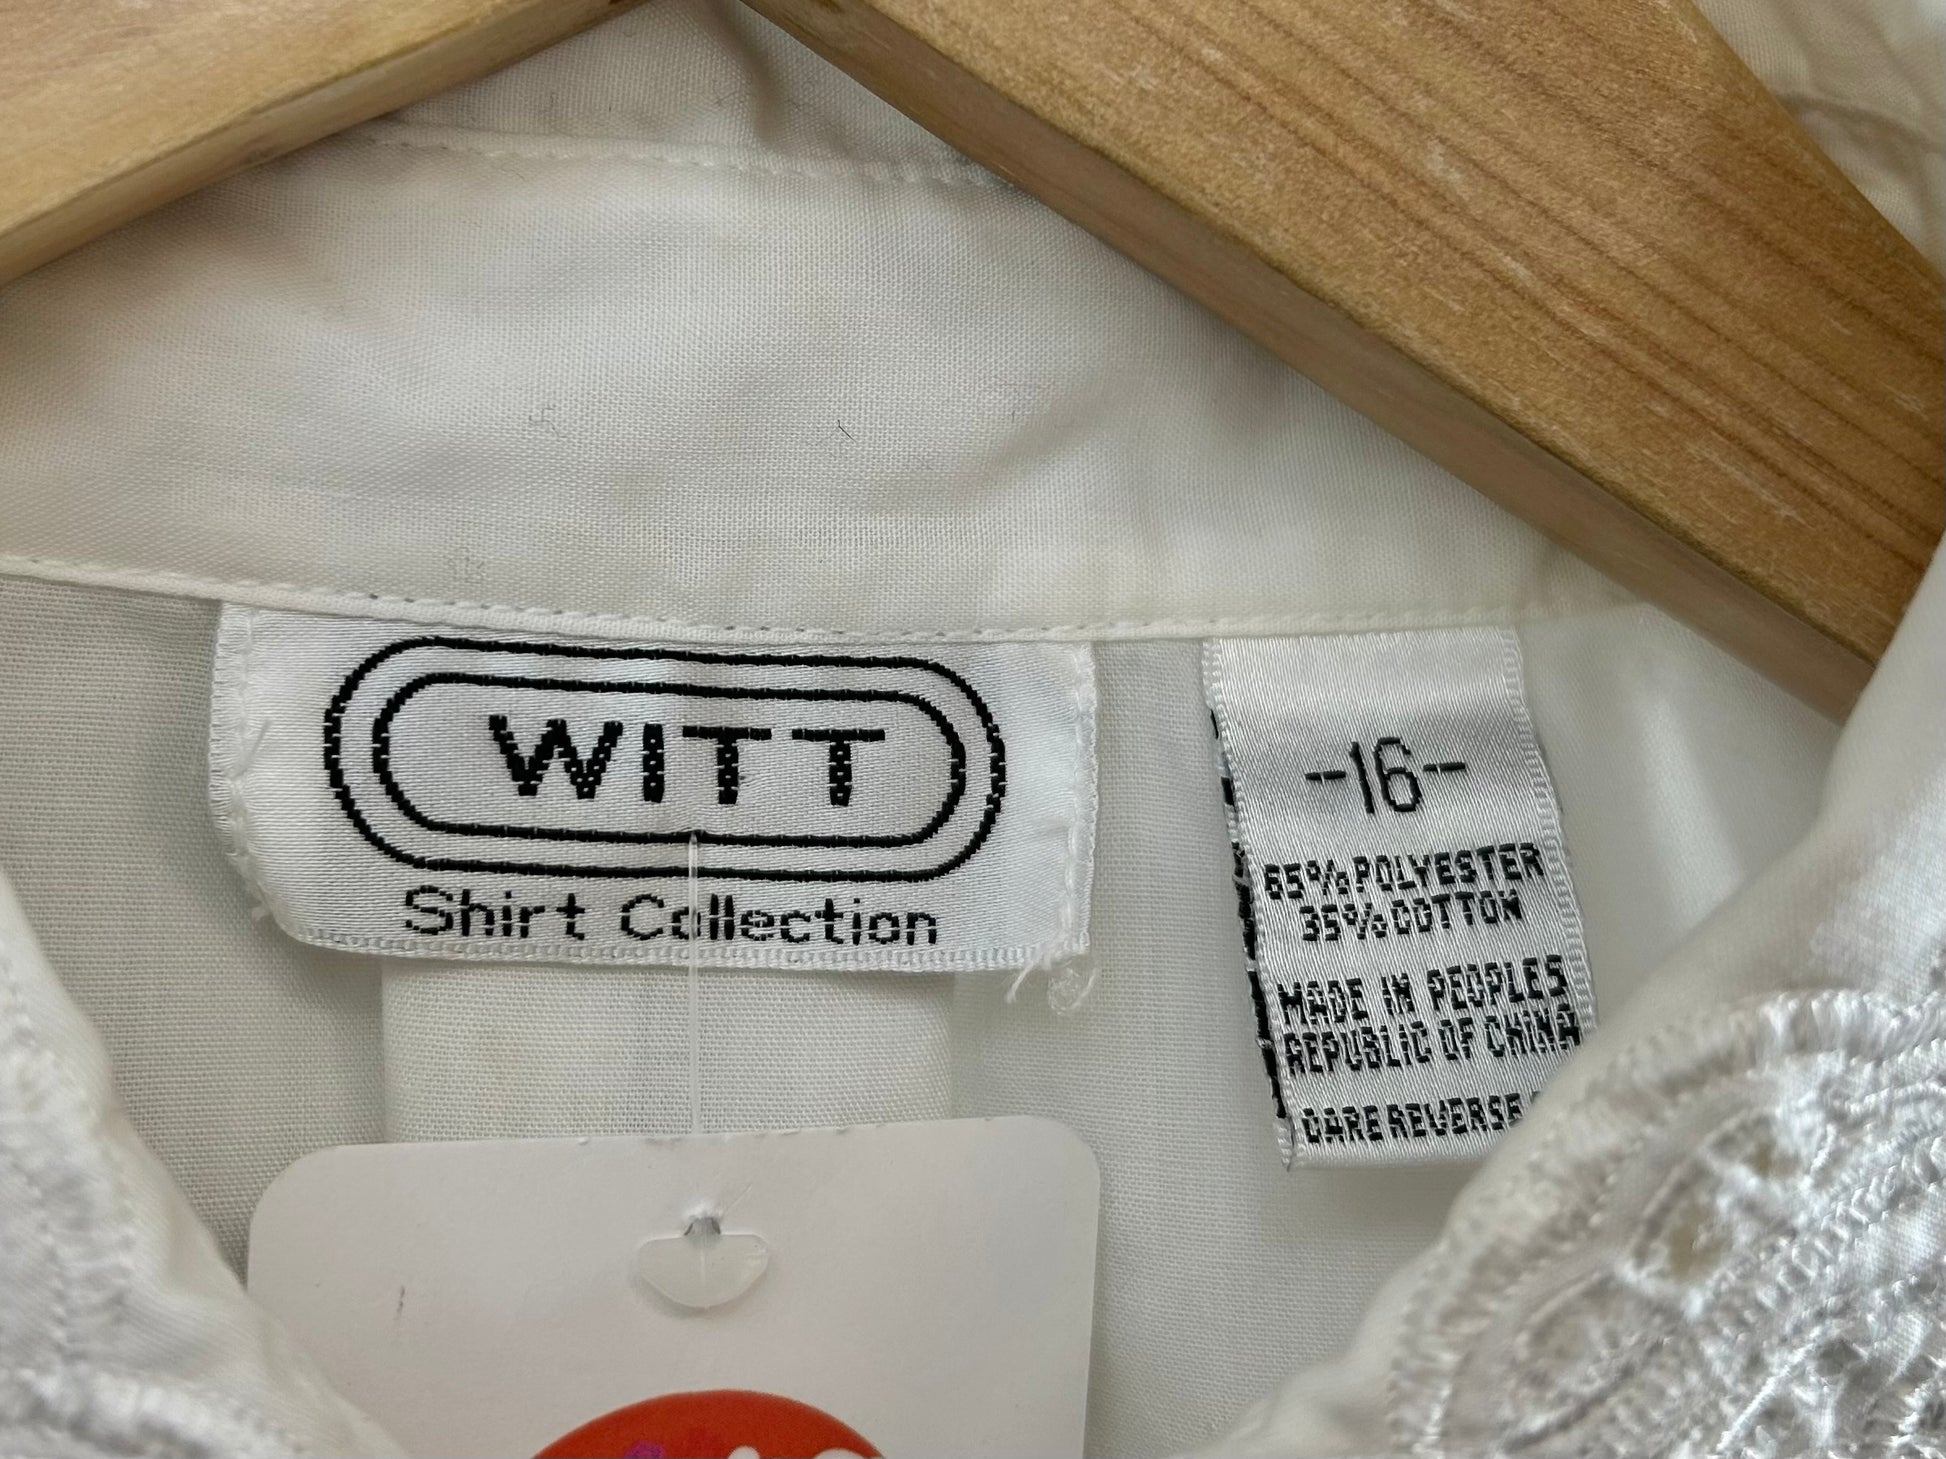 WITT
Shirt Collection
-16-
65% POLYESTER
35% COTTON
MADE IN PEOPLES
REPUBLIC OF CHINA
CARE REVERSE